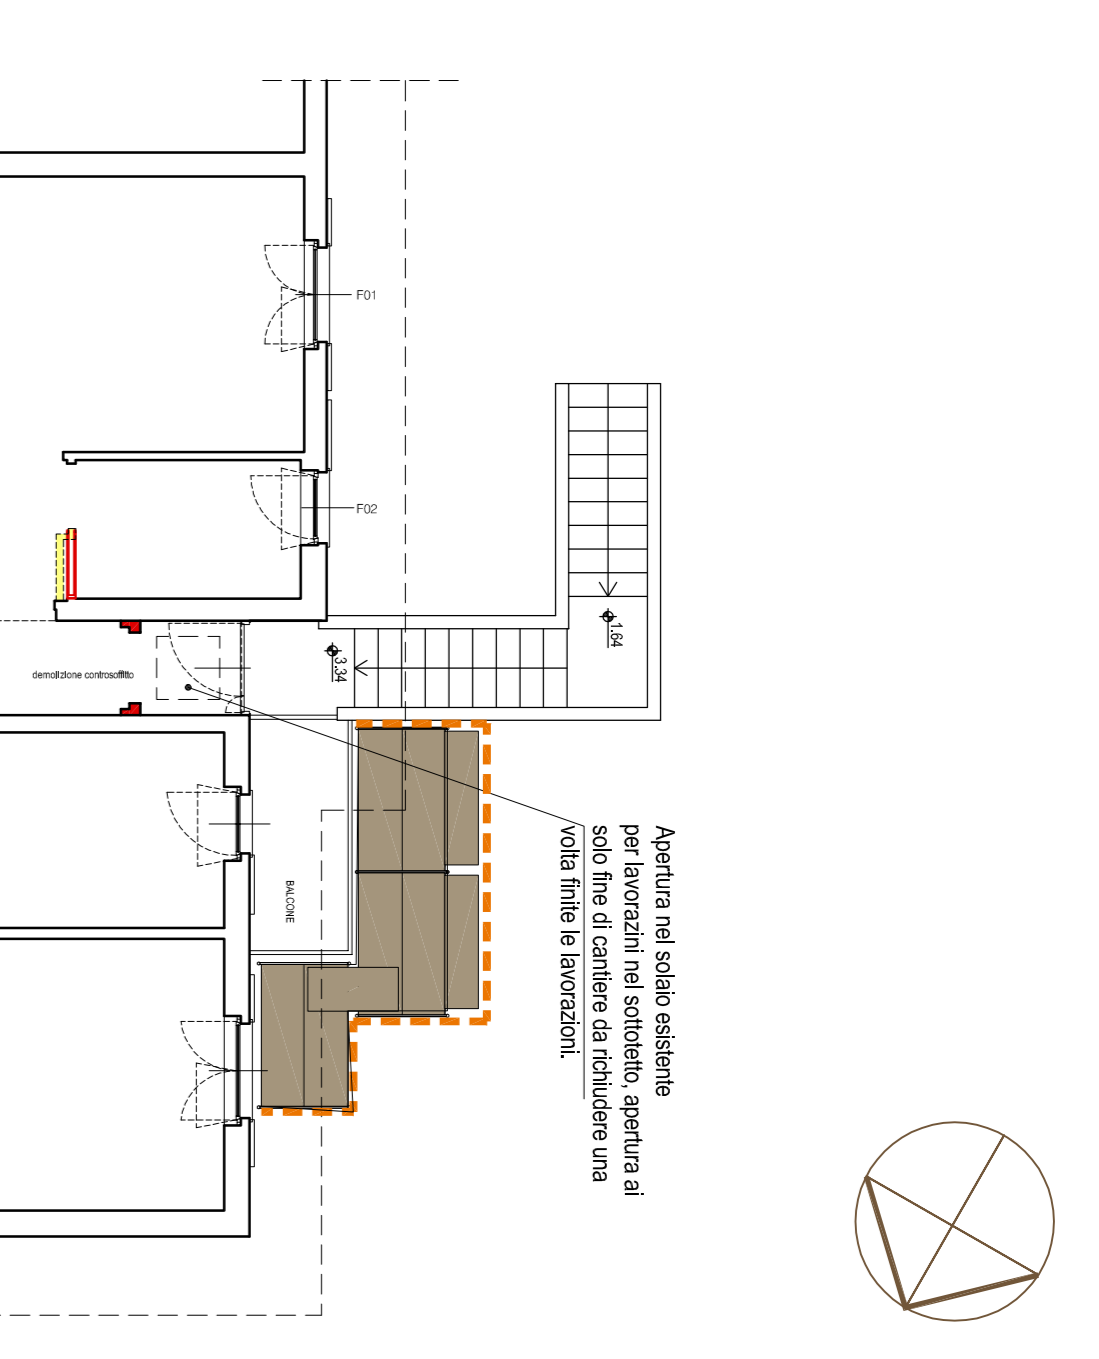 F01
F02
1.64
3.34
demolizione controsoffitto
BALCONE
Apertura nel solaio esistente
per lavorazini nel sottotetto, apertura ai
solo fine di cantiere da richiudere una
volta finite le lavorazioni.